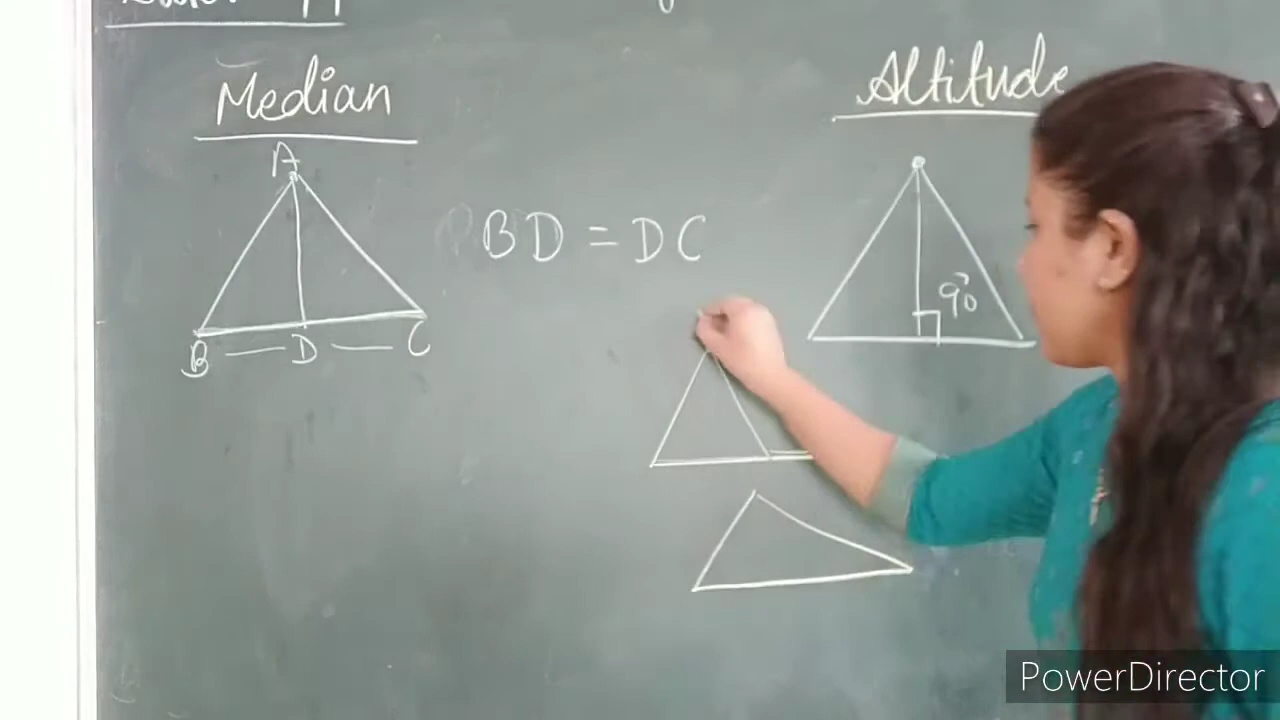 Median
Altitude
A
BD = DC
90°
B — D — C
PowerDirector